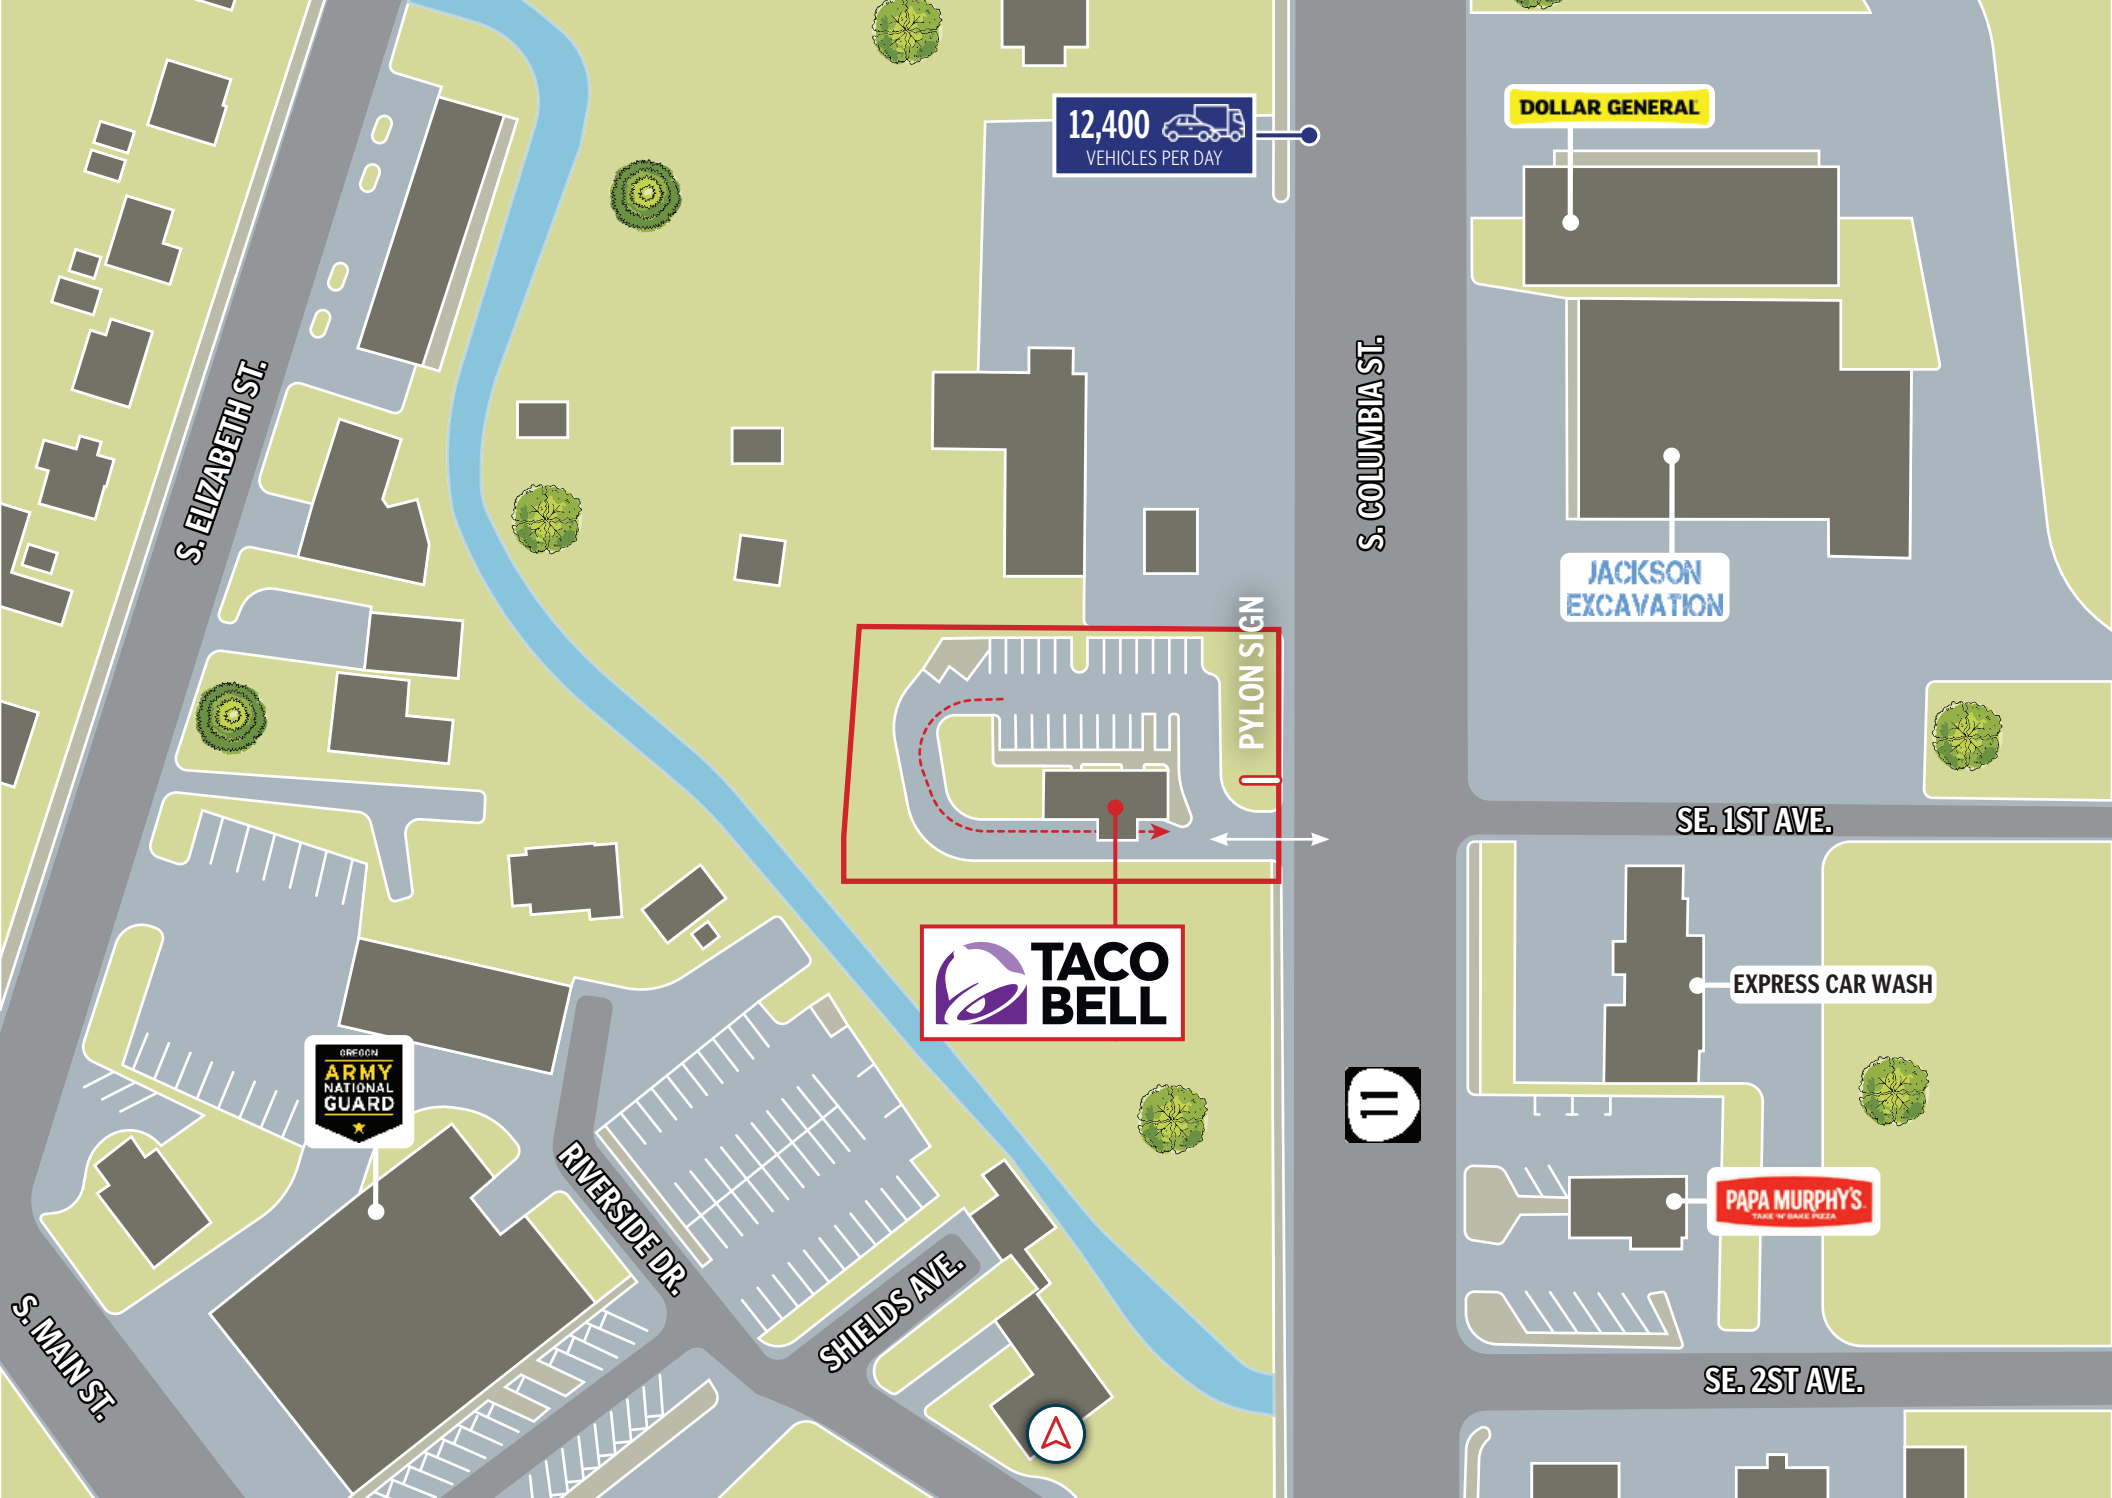 DOLLAR GENERAL
12,400
VEHICLES PER DAY
S. ELIZABETH ST.
S. COLUMBIA ST.
JACKSON
EXCAVATION
PYLON SIGN
SE. 1ST AVE.
TACO
BELL
EXPRESS CAR WASH
OREGON
ARMY
NATIONAL
GUARD
11
RIVERSIDE DR.
PAPA MURPHY'S
TAKE 'N' BAKE PIZZA
SHIELDS AVE.
S. MAIN ST.
SE. 2ST AVE.